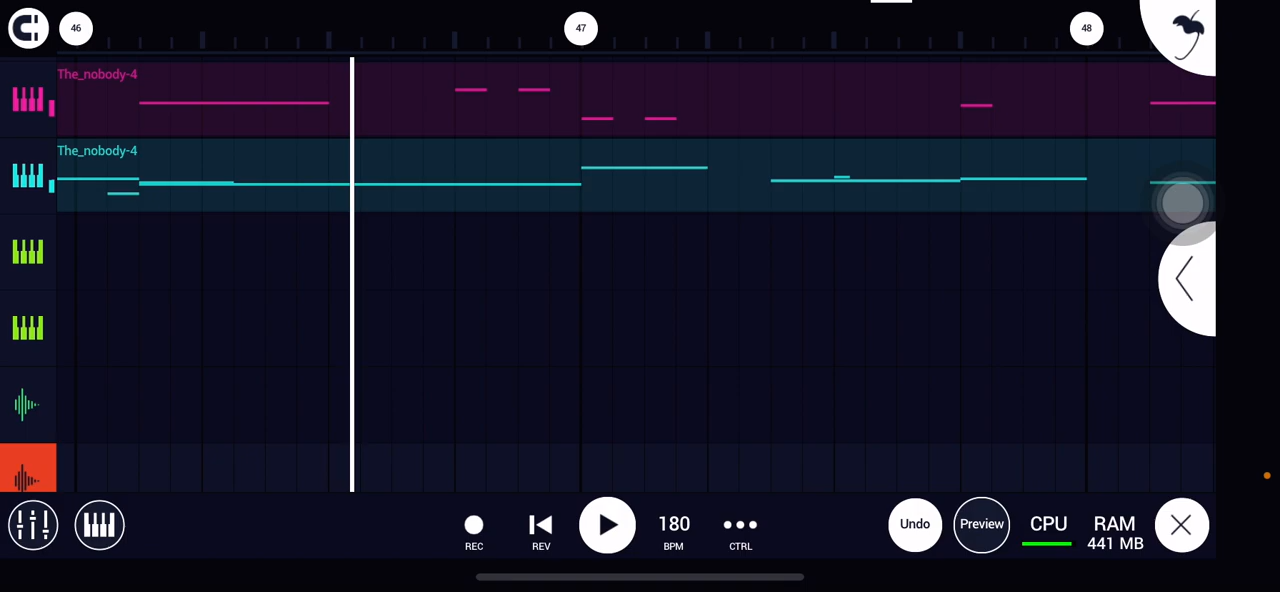 46 47 48
The_nobody-4
The_nobody-4
180 Undo Preview CPU RAM
REC REV BPM CTRL 441 MB